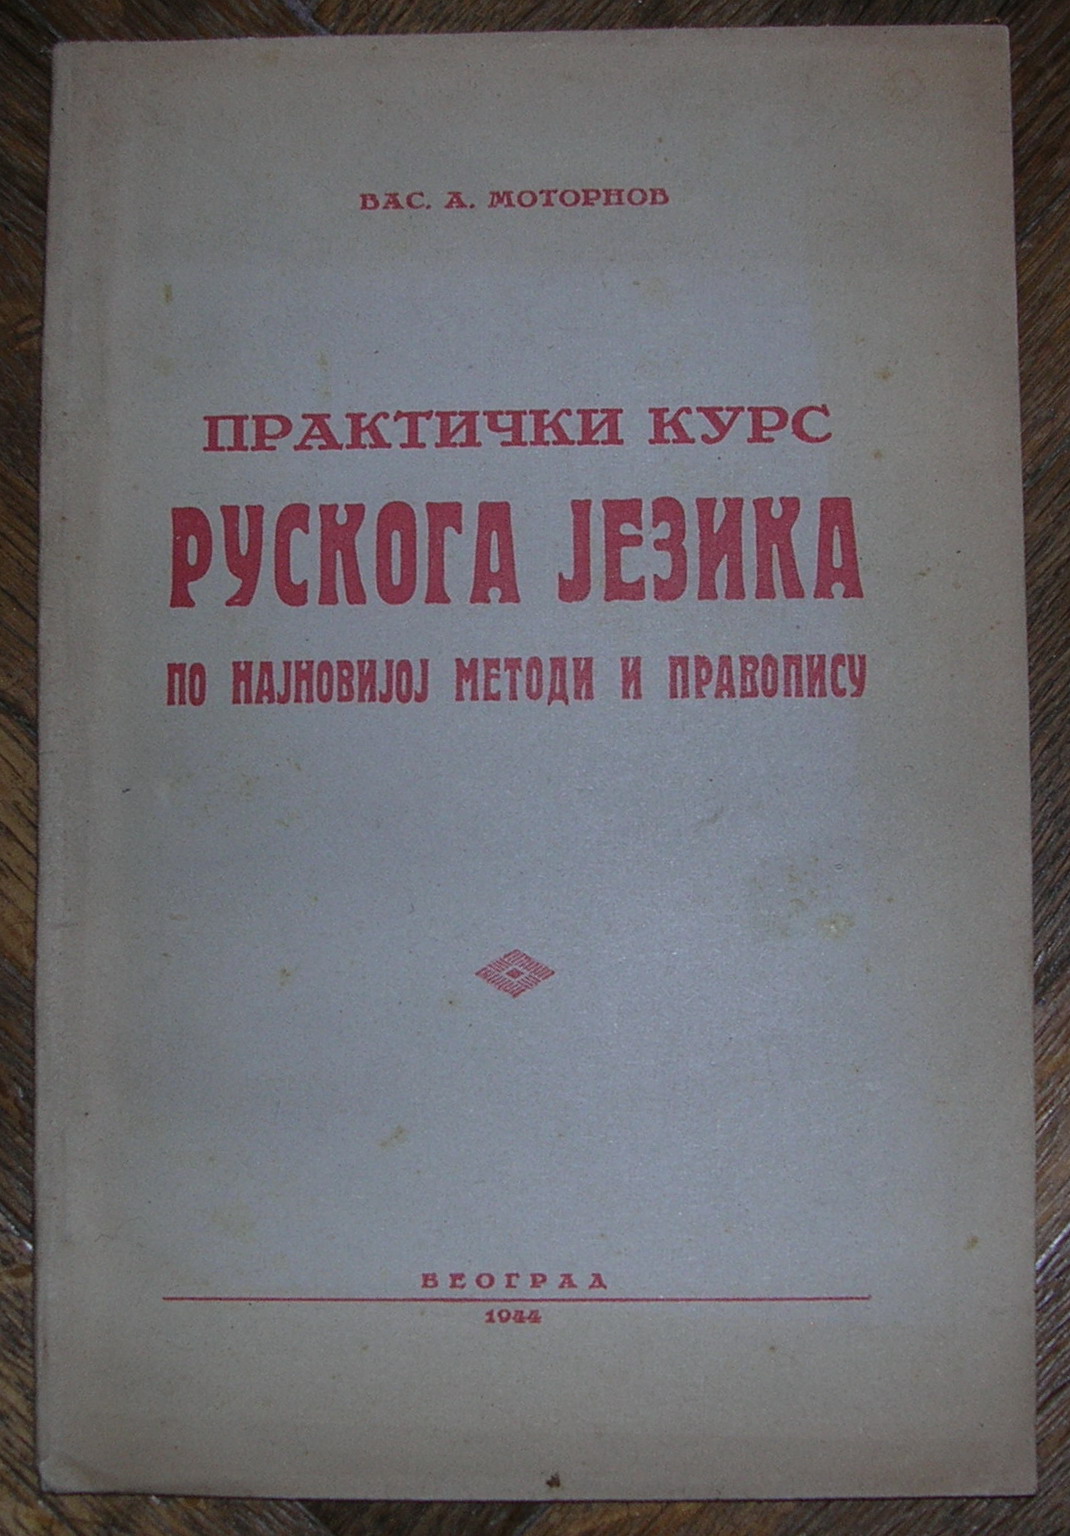 ВАС. А. МОТОРНОВ
ПРАКТИЧКИ КУРС
РУСКОГА ЈЕЗИКА
ПО НАЈНОВИЈОЈ МЕТОДИ И ПРАВОПИСУ
БЕОГРАД
1944